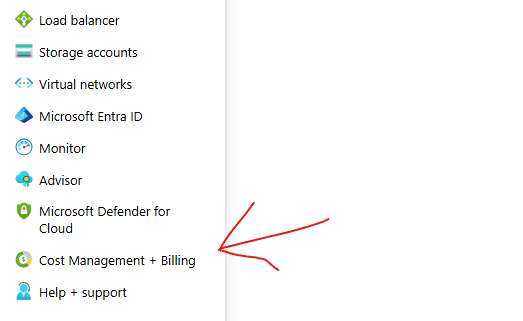 Load balancer
Storage accounts
Virtual networks
Microsoft Entra ID
Monitor
Advisor
Microsoft Defender for
Cloud
Cost Management + Billing
Help + support